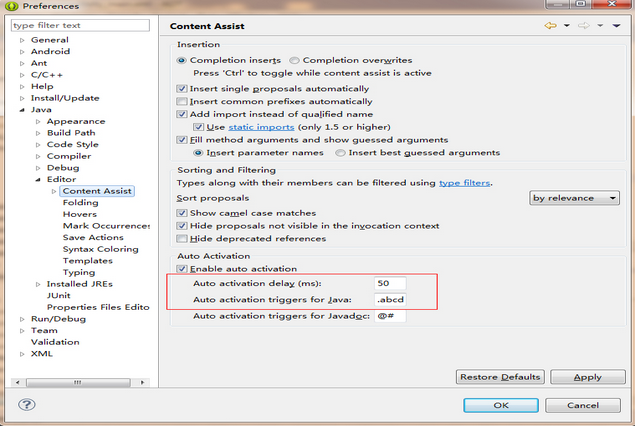 Preferences
type filter text
General
Android
Ant
C/C++
Help
Install/Update
Java
Appearance
Build Path
Code Style
Compiler
Debug
Editor
Content Assist
Folding
Hovers
Mark Occurrences
Save Actions
Syntax Coloring
Templates
Typing
Installed JREs
JUnit
Properties Files Edito
Run/Debug
Team
Validation
XML
Content Assist
Insertion
Completion inserts Completion overwrites
Press 'Ctrl' to toggle while content assist is active
Insert single proposals automatically
Insert common prefixes automatically
Add import instead of qualified name
Use static imports (only 1.5 or higher)
Fill method arguments and show guessed arguments
Insert parameter names Insert best guessed arguments
Sorting and Filtering
Types along with their members can be filtered using type filters.
Sort proposals by relevance
Show camel case matches
Hide proposals not visible in the invocation context
Hide deprecated references
Auto Activation
Enable auto activation
Auto activation delay (ms): 50
Auto activation triggers for Java: .abcd
Auto activation triggers for Javadoc: @#
Restore Defaults Apply
OK Cancel